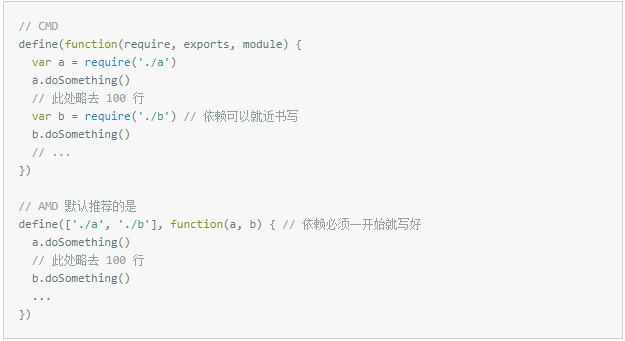 // CMD
define(function(require, exports, module) {
  var a = require('./a')
  a.doSomething()
  // 此处略去 100 行
  var b = require('./b') // 依赖可以就近书写
  b.doSomething()
  // ...
})

// AMD 默认推荐的是
define(['./a', './b'], function(a, b) { // 依赖必须一开始就写好
  a.doSomething()
  // 此处略去 100 行
  b.doSomething()
  ...
})